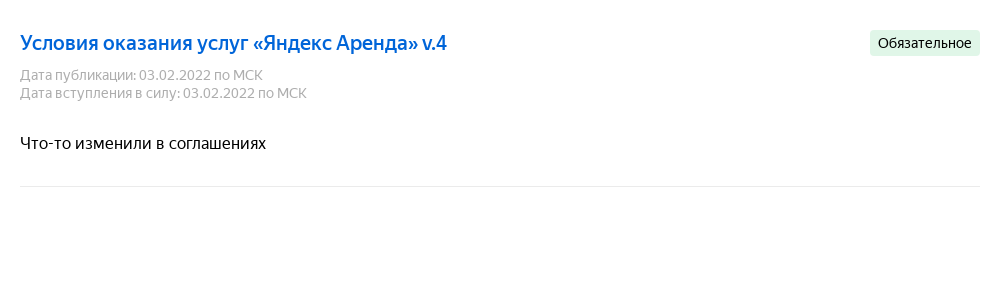 Условия оказания услуг «Яндекс Аренда» v.4
Обязательное
Дата публикации: 03.02.2022 по МСК
Дата вступления в силу: 03.02.2022 по МСК
Что-то изменили в соглашениях